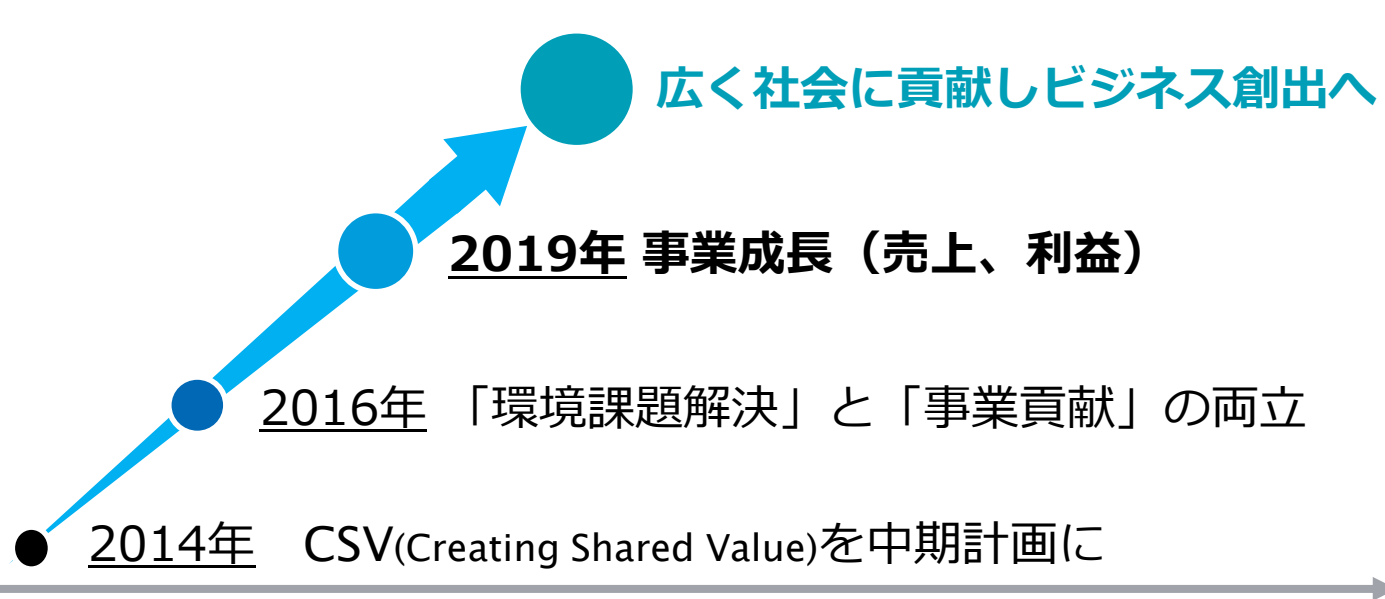 広く社会に貢献しビジネス創出へ
2019年 事業成長（売上、利益）
2016年 「環境課題解決」と「事業貢献」の両立
2014年　CSV(Creating Shared Value)を中期計画に